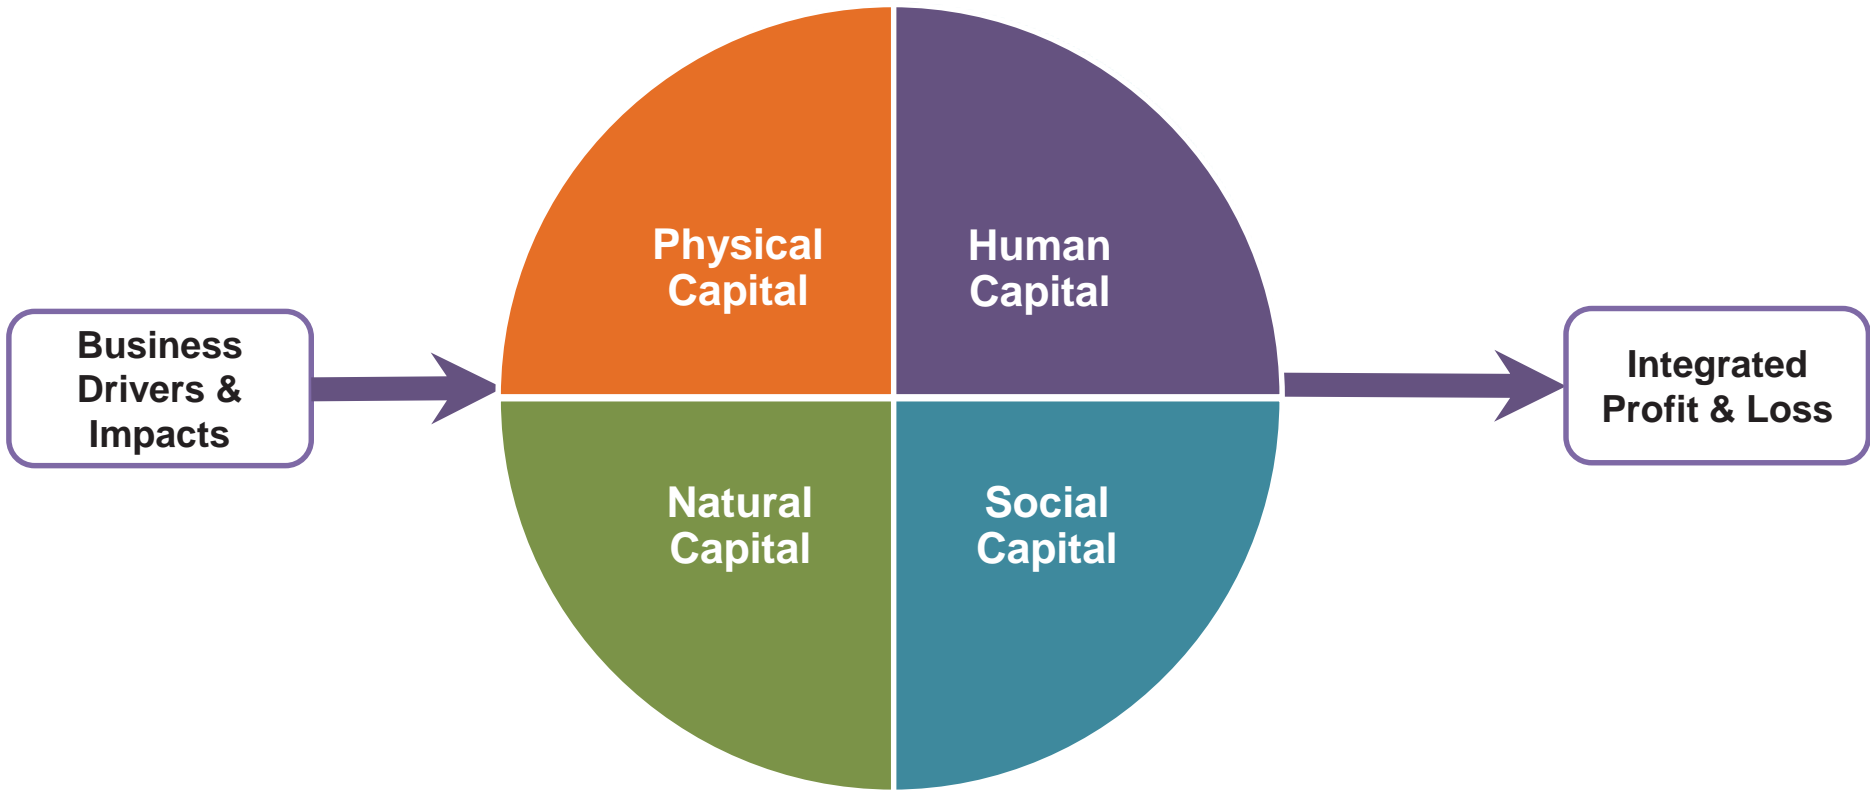 Business
Drivers &
Impacts
Physical
Capital
Human
Capital
Natural
Capital
Social
Capital
Integrated
Profit & Loss